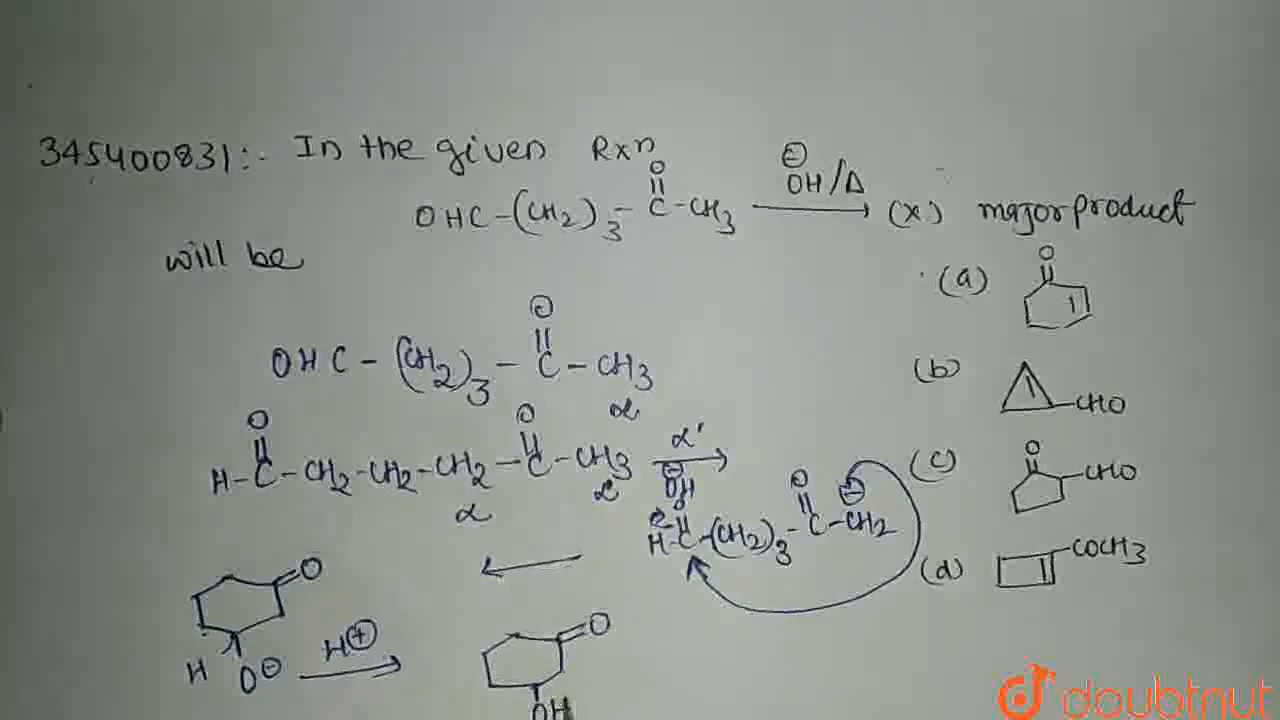 345400831:- In the given Rxn
O
OHC-(CH2)3-C-CH3 ⊖OH/Δ (X) major product
will be
(a) O
O⊖
OHC-(CH2)3-C-CH3
α
(b) CHO
O O
H-C-CH2-CH2-CH2-C-CH3 α' ⊖OH
α α
(c) O CHO
O O ⊖
H-C-(CH2)3-C-CH2
(d) COCH3
O
H O⊖ H⊕
O
OH
doubtnut